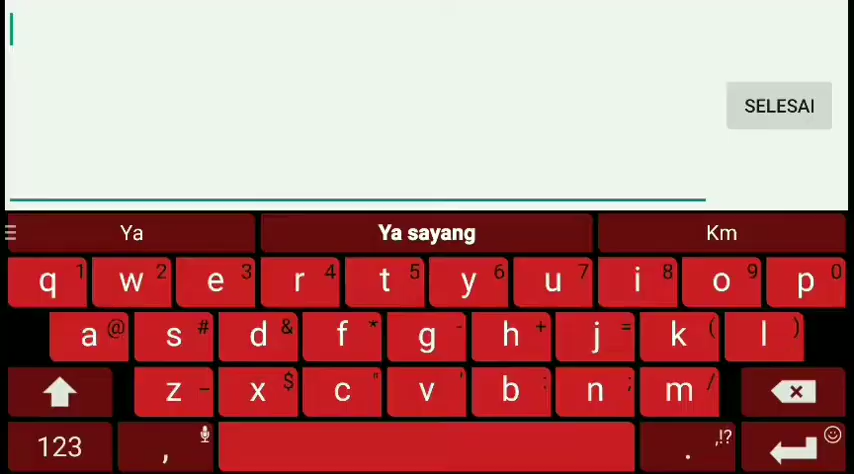 SELESAI
Ya Ya sayang Km
q 1 w 2 e 3 r 4 t 5 y 6 u 7 i 8 o 9 p 0
a @ s # d & f * g - h + j = k ( l )
z _ x $ c " v ' b : n ; m /
123 , . ,!?